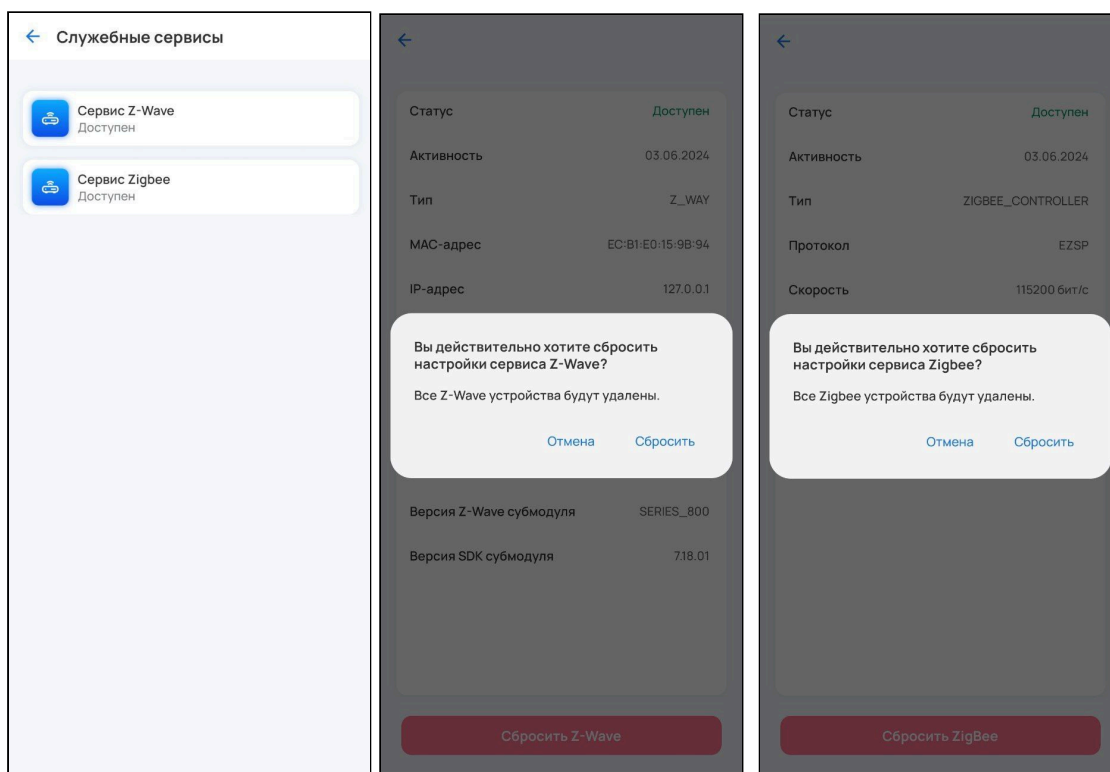 Служебные сервисы
Сервис Z-Wave
Доступен
Сервис Zigbee
Доступен
Статус Доступен
Активность 03.06.2024
Тип Z_WAY
MAC-адрес EC:B1:E0:15:9B:94
IP-адрес 127.0.0.1
Вы действительно хотите сбросить
настройки сервиса Z-Wave?
Все Z-Wave устройства будут удалены.
Отмена Сбросить
Версия Z-Wave субмодуля SERIES_800
Версия SDK субмодуля 7.18.01
Сбросить Z-Wave
Статус Доступен
Активность 03.06.2024
Тип ZIGBEE_CONTROLLER
Протокол EZSP
Скорость 115200 бит/с
Вы действительно хотите сбросить
настройки сервиса Zigbee?
Все Zigbee устройства будут удалены.
Отмена Сбросить
Сбросить ZigBee